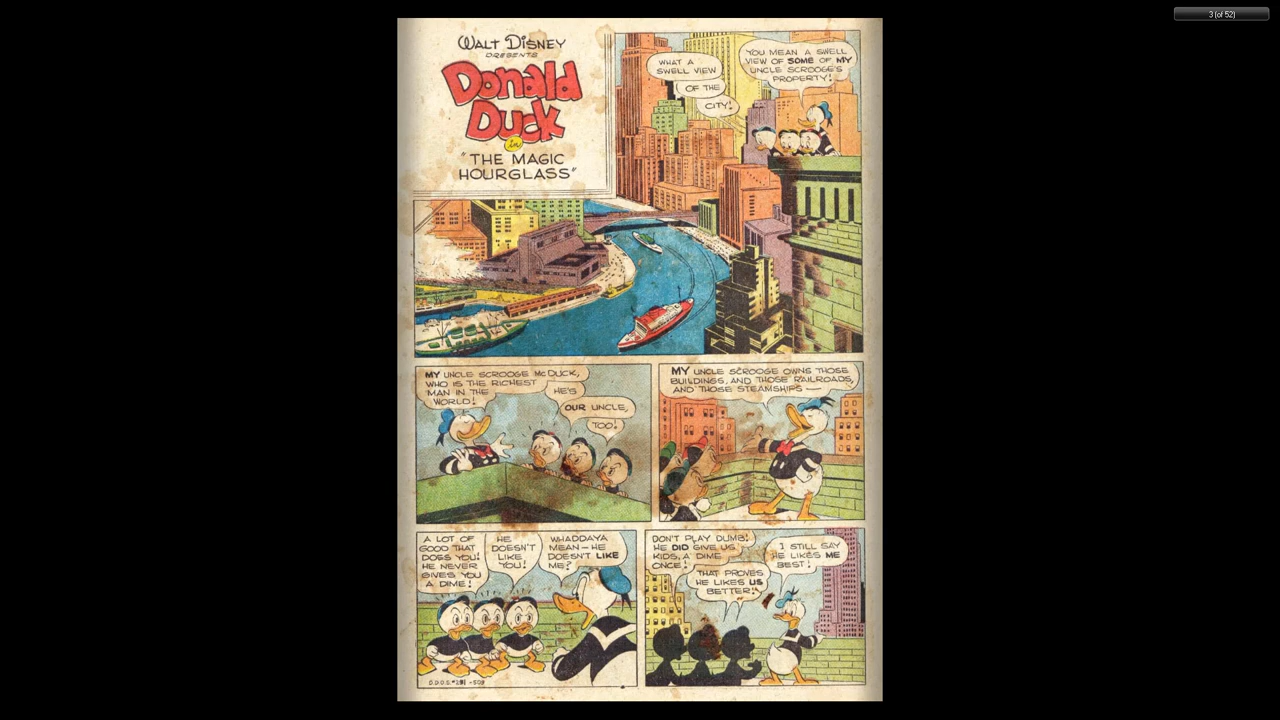 3 (of 52)
WALT DISNEY
PRESENTS
Donald
Duck
in
"THE MAGIC
HOURGLASS"
WHAT A
SWELL VIEW
OF THE
CITY!
YOU MEAN A SWELL
VIEW OF SOME OF MY
UNCLE SCROOGE'S
PROPERTY!
MY UNCLE SCROOGE McDUCK,
WHO IS THE RICHEST
MAN IN THE
WORLD!
HE'S
OUR UNCLE,
TOO!
MY UNCLE SCROOGE OWNS THOSE
BUILDINGS, AND THOSE RAILROADS,
AND THOSE STEAMSHIPS —
A LOT OF
GOOD THAT
DOES YOU!
HE NEVER
GIVES YOU
A DIME!
HE
DOESN'T
LIKE
YOU!
WHADDAYA
MEAN — HE
DOESN'T LIKE
ME?
DON'T PLAY DUMB!
HE DID GIVE US
KIDS, A DIME
ONCE!
THAT PROVES
HE LIKES US
BETTER!
I STILL SAY
HE LIKES ME
BEST!